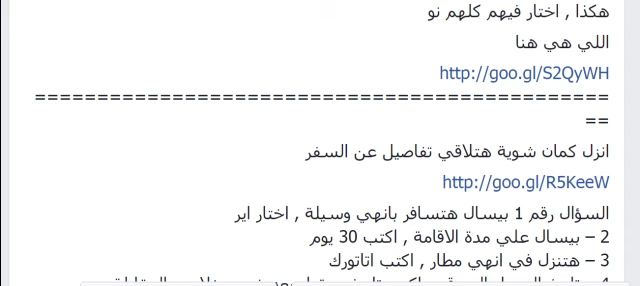 هكذا , اختار فيهم كلهم نو
اللي هي هنا
http://goo.gl/S2QyWH
==============================================
==
انزل كمان شوية هتلاقي تفاصيل عن السفر
http://goo.gl/R5KeeW
السؤال رقم 1 بيسال هتسافر بانهي وسيلة , اختار اير
2 – بيسال علي مدة الاقامة , اكتب 30 يوم
3 – هتنزل في انهي مطار , اكتب اتاتورك